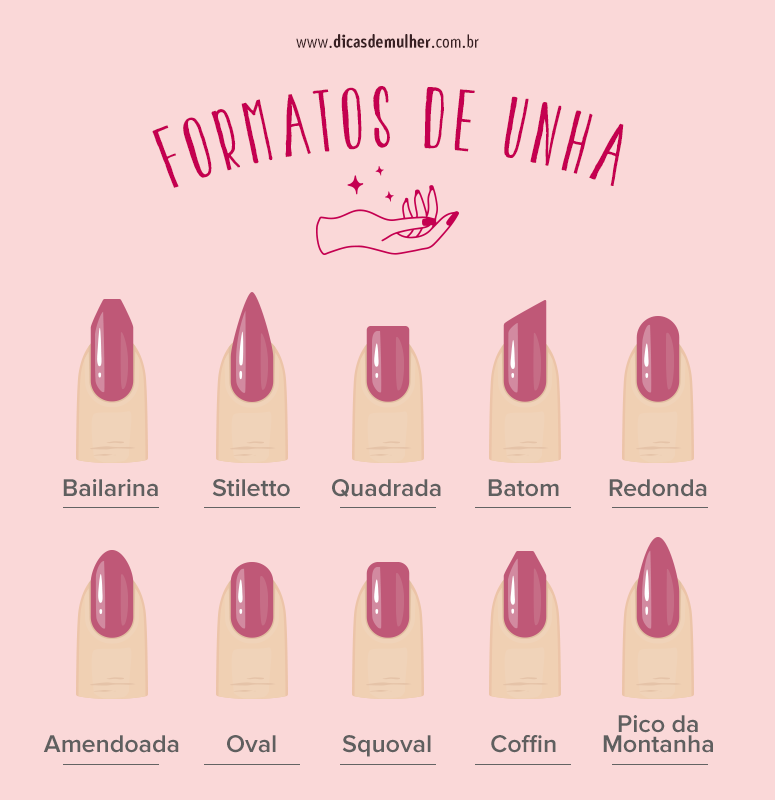 www.dicasdemulher.com.br
FORMATOS DE UNHA
Bailarina
Stiletto
Quadrada
Batom
Redonda
Amendoada
Oval
Squoval
Coffin
Pico da
Montanha